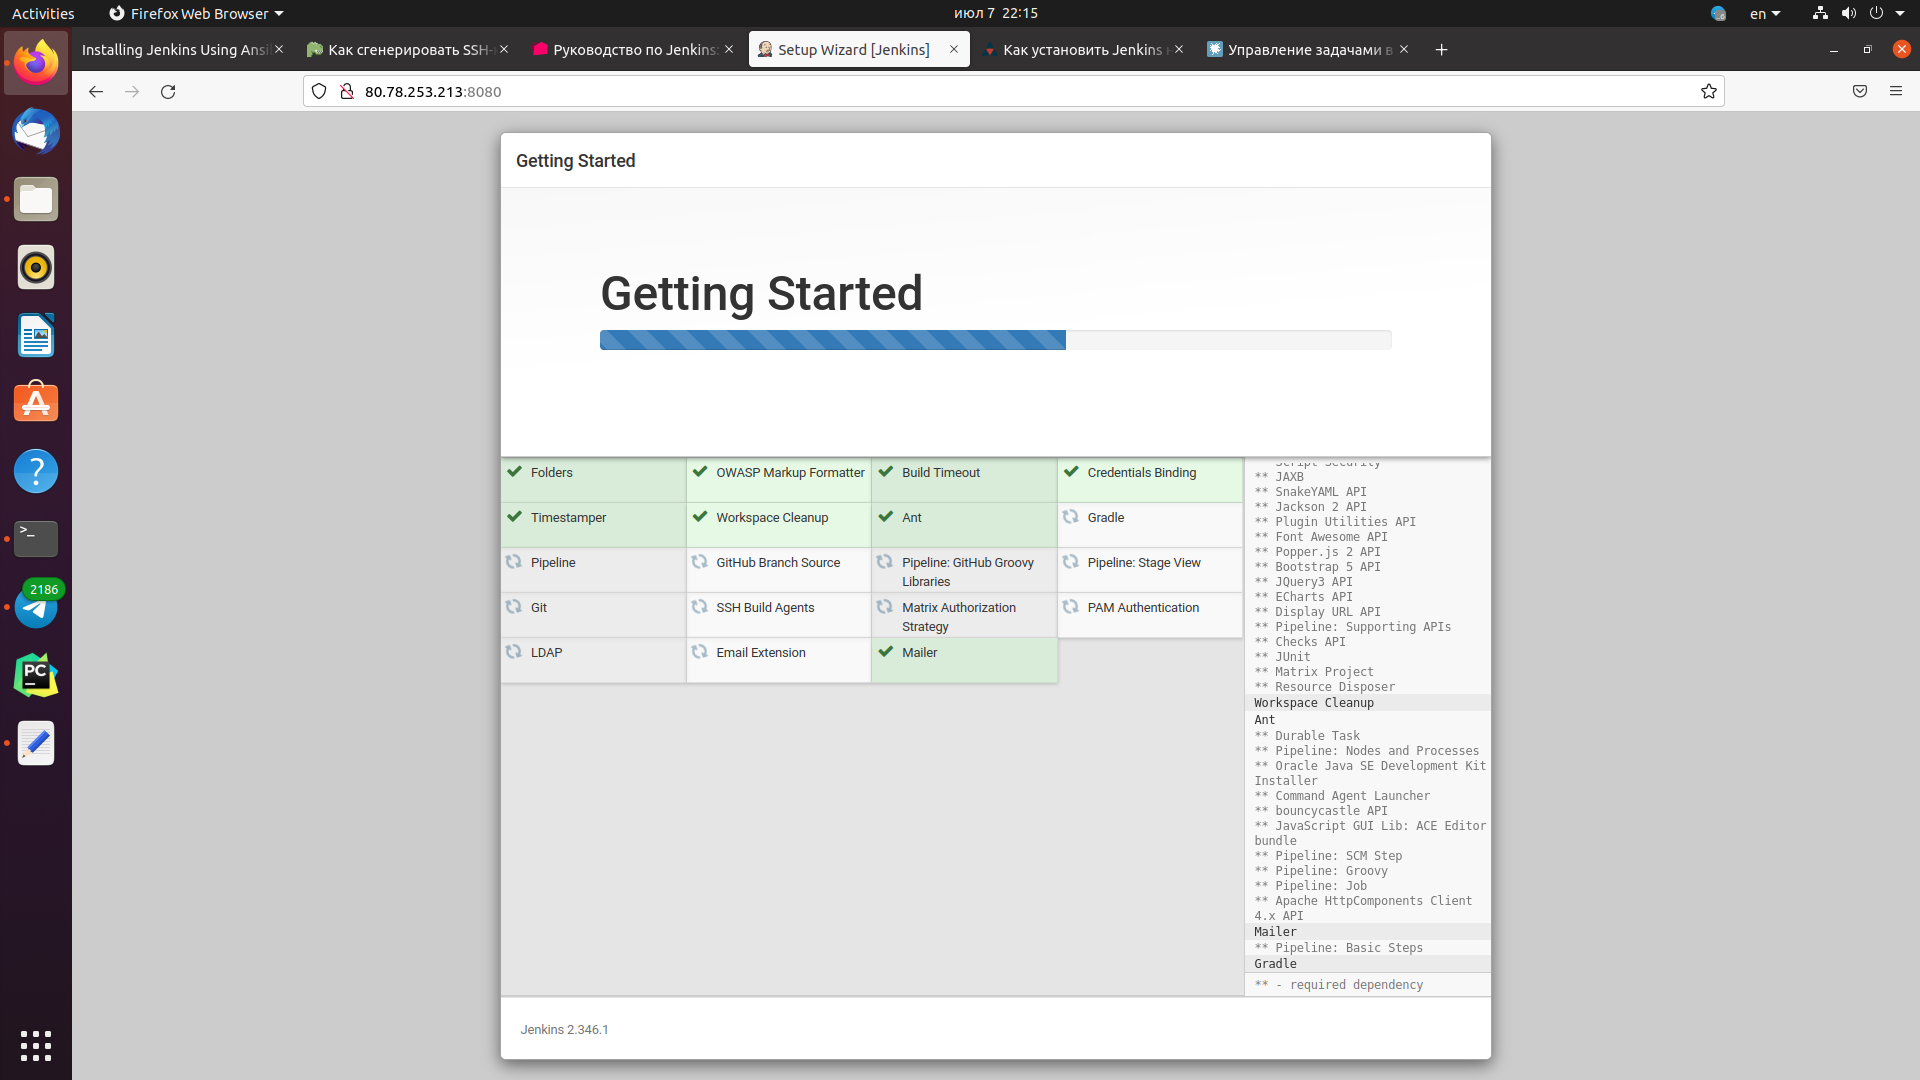 Activities
Firefox Web Browser
июл 7 22:15
en
Installing Jenkins Using Ansi
Как сгенерировать SSH-
Руководство по Jenkins:
Setup Wizard [Jenkins]
Как установить Jenkins
Управление задачами в
80.78.253.213:8080
Getting Started
Getting Started
Folders
OWASP Markup Formatter
Build Timeout
Credentials Binding
Timestamper
Workspace Cleanup
Ant
Gradle
Pipeline
GitHub Branch Source
Pipeline: GitHub Groovy
Libraries
Pipeline: Stage View
Git
SSH Build Agents
Matrix Authorization
Strategy
PAM Authentication
LDAP
Email Extension
Mailer
** Script Security
** JAXB
** SnakeYAML API
** Jackson 2 API
** Plugin Utilities API
** Font Awesome API
** Popper.js 2 API
** Bootstrap 5 API
** JQuery3 API
** ECharts API
** Display URL API
** Pipeline: Supporting APIs
** Checks API
** JUnit
** Matrix Project
** Resource Disposer
Workspace Cleanup
Ant
** Durable Task
** Pipeline: Nodes and Processes
** Oracle Java SE Development Kit
Installer
** Command Agent Launcher
** bouncycastle API
** JavaScript GUI Lib: ACE Editor
bundle
** Pipeline: SCM Step
** Pipeline: Groovy
** Pipeline: Job
** Apache HttpComponents Client
4.x API
Mailer
** Pipeline: Basic Steps
Gradle
** - required dependency
Jenkins 2.346.1
2186
PC